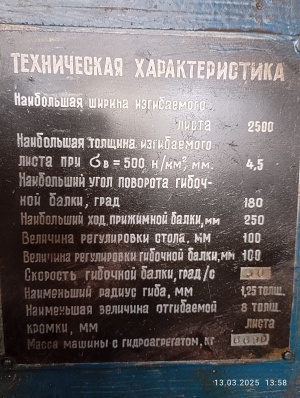 ТЕХНИЧЕСКАЯ ХАРАКТЕРИСТИКА
Наибольшая ширина изгибаемого
листа 2500
Наибольшая толщина изгибаемого
листа при σв = 500 н/мм², мм. 4,5
Наибольший угол поворота гибоч-
ной балки, град 180
Наибольший ход прижимной балки, мм 250
Величина регулировки стола, мм 100
Величина регулировки гибочной балки, мм 100
Скорость гибочной балки, град/с
Наименьший радиус гиба, мм 1,25 толщ.
Наименьшая величина отгибаемой 8 толщ.
кромки, мм листа
Масса машины с гидроагрегатом, кг
13.03.2025 13:58